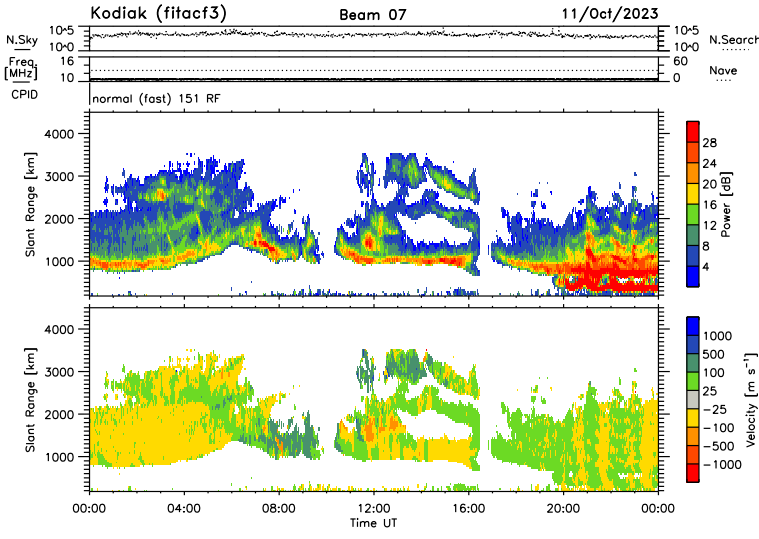 Kodiak (fitacf3) Beam 07 11/Oct/2023
N.Sky 10^5 10^0 10^5 10^0 N.Search
Freq. [MHz] 16 10 60 0 Nave
CPID normal (fast) 151 RF
Slant Range [km] 4000 3000 2000 1000
28 24 20 16 12 8 4 Power [dB]
Slant Range [km] 4000 3000 2000 1000
1000 500 100 25 −25 −100 −500 −1000 Velocity [m s⁻¹]
00:00 04:00 08:00 12:00 16:00 20:00 00:00
Time UT